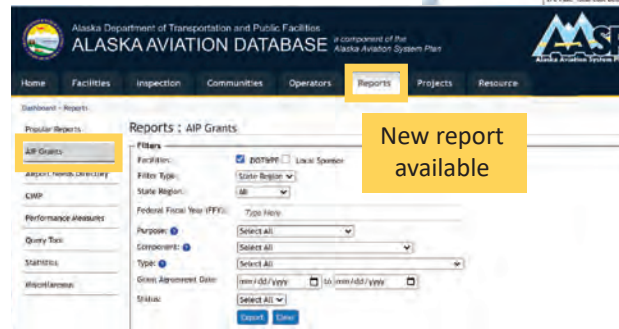 Alaska Department of Transportation and Public Facilities
ALASKA AVIATION DATABASE
a component of the
Alaska Aviation System Plan
Alaska Aviation System Plan
Home Facilities Inspection Communities Operators Reports Projects Resource
Dashboard - Reports
Popular Reports
AIP Grants
Airport Needs Directory
CIMP
Performance Measures
Query Tool
Statistics
Miscellaneous
Reports : AIP Grants
New report
available
Filters
Facilities: DOT&PF Local Sponsor
Filter Type: State Region
State Region: All
Federal Fiscal Year (FFY): Type Here
Purpose: Select All
Component: Select All
Type: Select All
Grant Agreement Date: mm/dd/yyyy to mm/dd/yyyy
Status: Select All
Export Clear